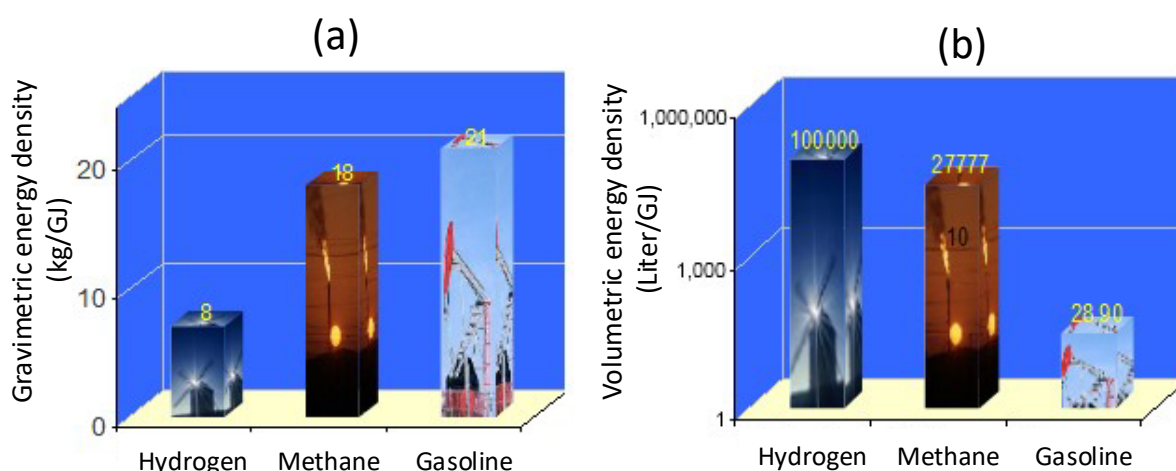 (a)
Gravimetric energy density
(kg/GJ)
20
10
0
8
18
21
Hydrogen
Methane
Gasoline
(b)
Volumetric energy density
(Liter/GJ)
1,000,000
1,000
1
100000
27777
10
28.90
Hydrogen
Methane
Gasoline